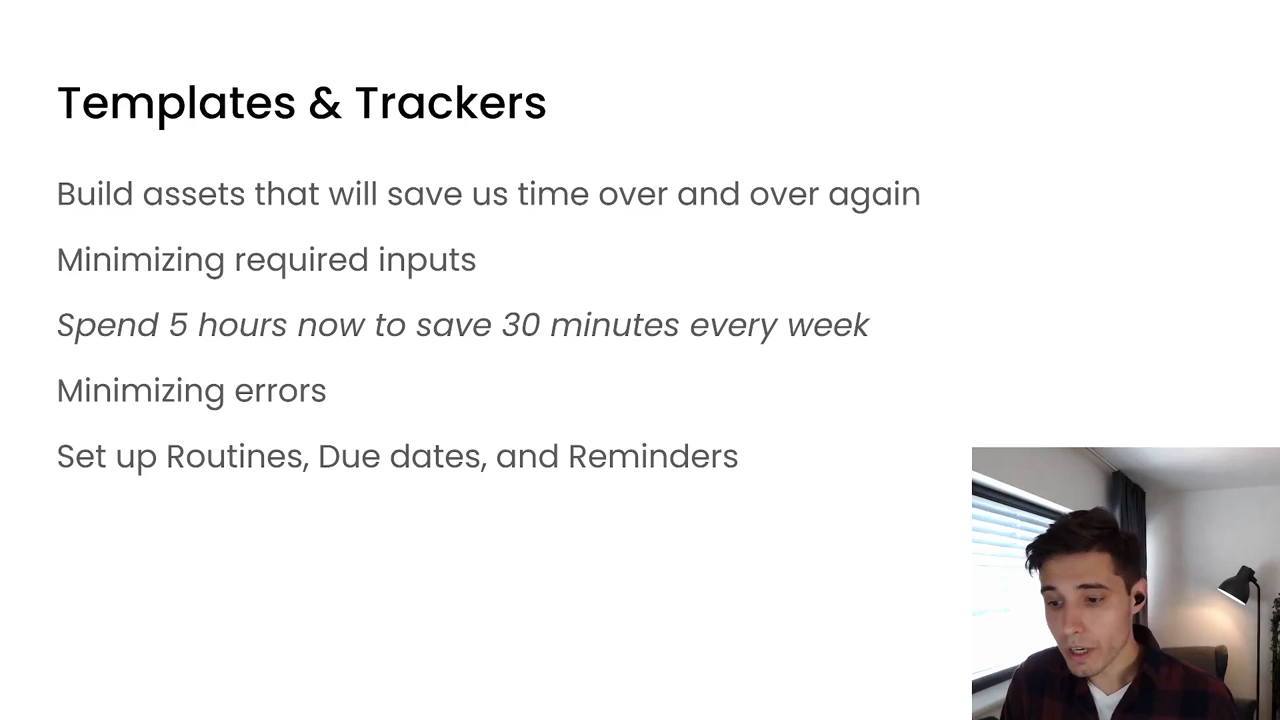 Templates & Trackers
Build assets that will save us time over and over again
Minimizing required inputs
Spend 5 hours now to save 30 minutes every week
Minimizing errors
Set up Routines, Due dates, and Reminders